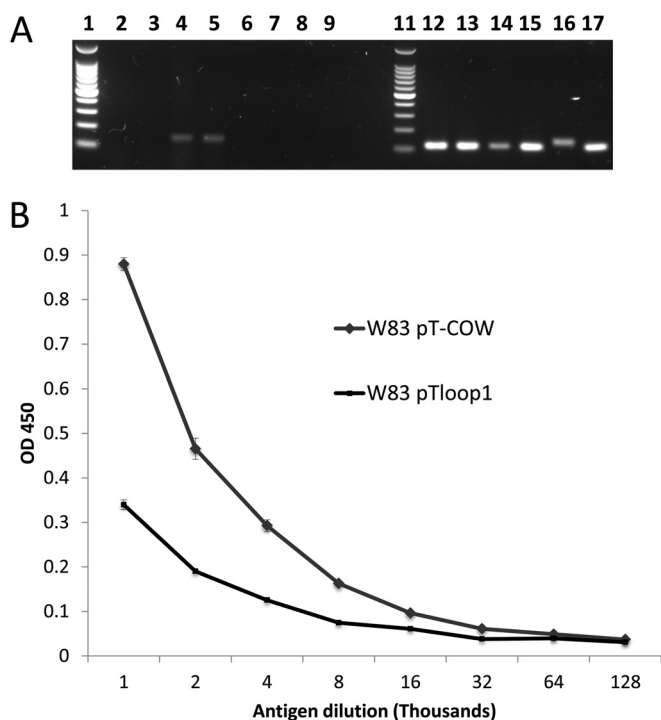 A
1 2 3 4 5 6 7 8 9 11 12 13 14 15 16 17
B
1
0.9
0.8
0.7
0.6
0.5
0.4
0.3
0.2
0.1
0
OD 450
W83 pT-COW
W83 pTloop1
1 2 4 8 16 32 64 128
Antigen dilution (Thousands)